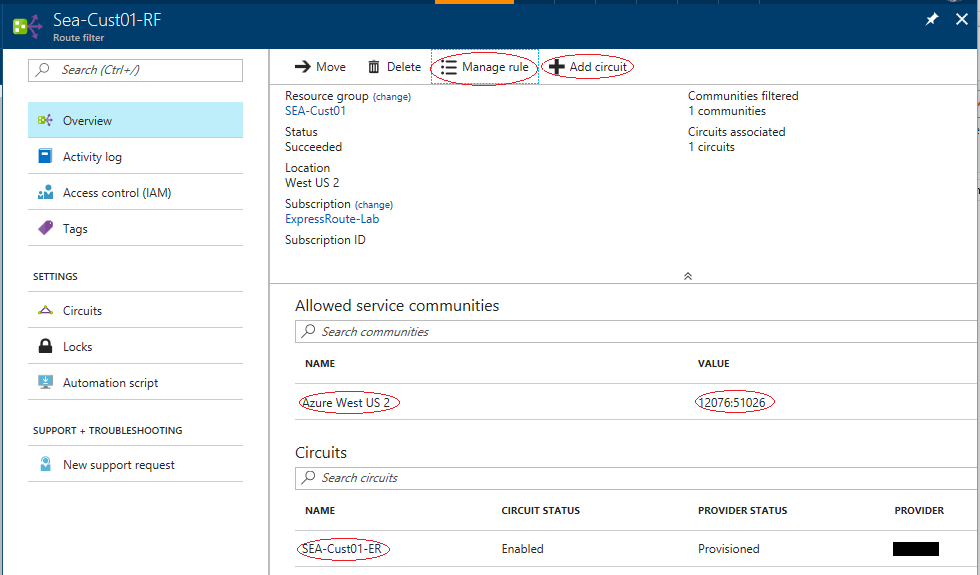 Sea-Cust01-RF
Route filter
Search (Ctrl+/)
Overview
Activity log
Access control (IAM)
Tags
SETTINGS
Circuits
Locks
Automation script
SUPPORT + TROUBLESHOOTING
New support request
Move Delete Manage rule Add circuit
Resource group (change)
SEA-Cust01
Status
Succeeded
Location
West US 2
Subscription (change)
ExpressRoute-Lab
Subscription ID
Communities filtered
1 communities
Circuits associated
1 circuits
Allowed service communities
Search communities
NAME VALUE
Azure West US 2 12076:51026
Circuits
Search circuits
NAME CIRCUIT STATUS PROVIDER STATUS PROVIDER
SEA-Cust01-ER Enabled Provisioned